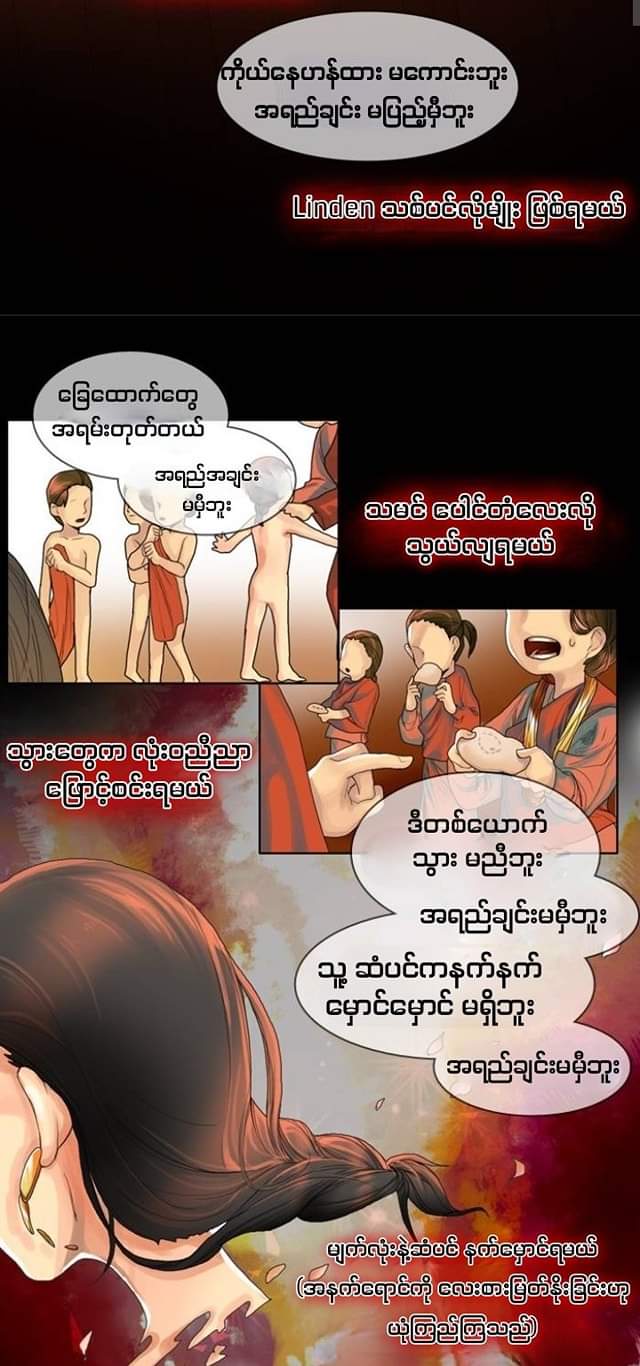 ကိုယ်နေဟန်ထား မကောင်းဘူး
အရည်ချင်း မပြည့်မှီဘူး
Linden သစ်ပင်လိုမျိုး ဖြစ်ရမယ်
ခြေထောက်တွေ
အရမ်းတုတ်တယ်
အရည်အချင်း
မမှီဘူး
သမင် ပေါင်တံလေးလို
သွယ်လျရမယ်
သွားတွေက လုံးဝညီညာ
ဖြောင့်စင်းရမယ်
ဒီတစ်ယောက်
သွား မညီဘူး
အရည်ချင်းမမှီဘူး
သူ့ ဆံပင်ကနက်နက်
မှောင်မှောင် မရှိဘူး
အရည်ချင်းမမှီဘူး
မျက်လုံးနဲ့ဆံပင် နက်မှောင်ရမယ်
(အနက်ရောင်ကို လေးစားမြတ်နိုးခြင်းဟု
ယုံကြည်ကြသည်)